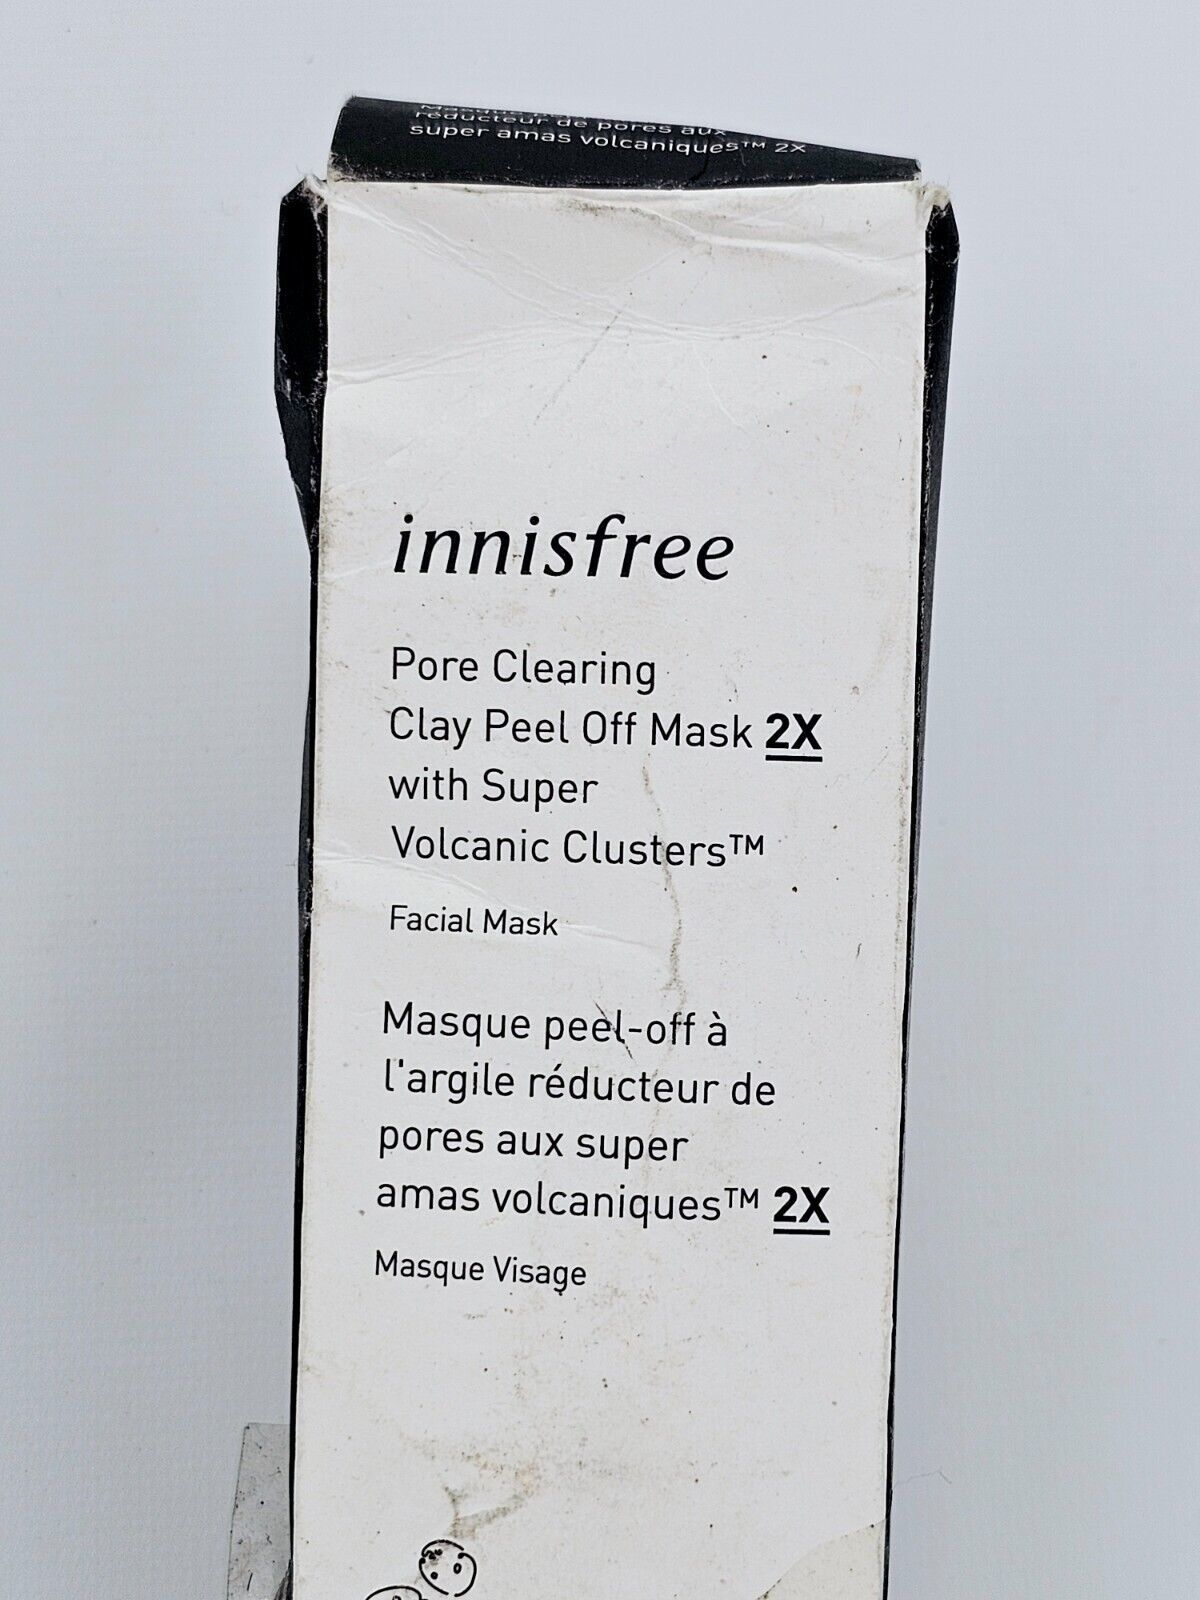 réducteur de pores aux
super amas volcaniques™ 2X
innisfree
Pore Clearing
Clay Peel Off Mask 2X
with Super
Volcanic Clusters™
Facial Mask
Masque peel-off à
l'argile réducteur de
pores aux super
amas volcaniques™ 2X
Masque Visage